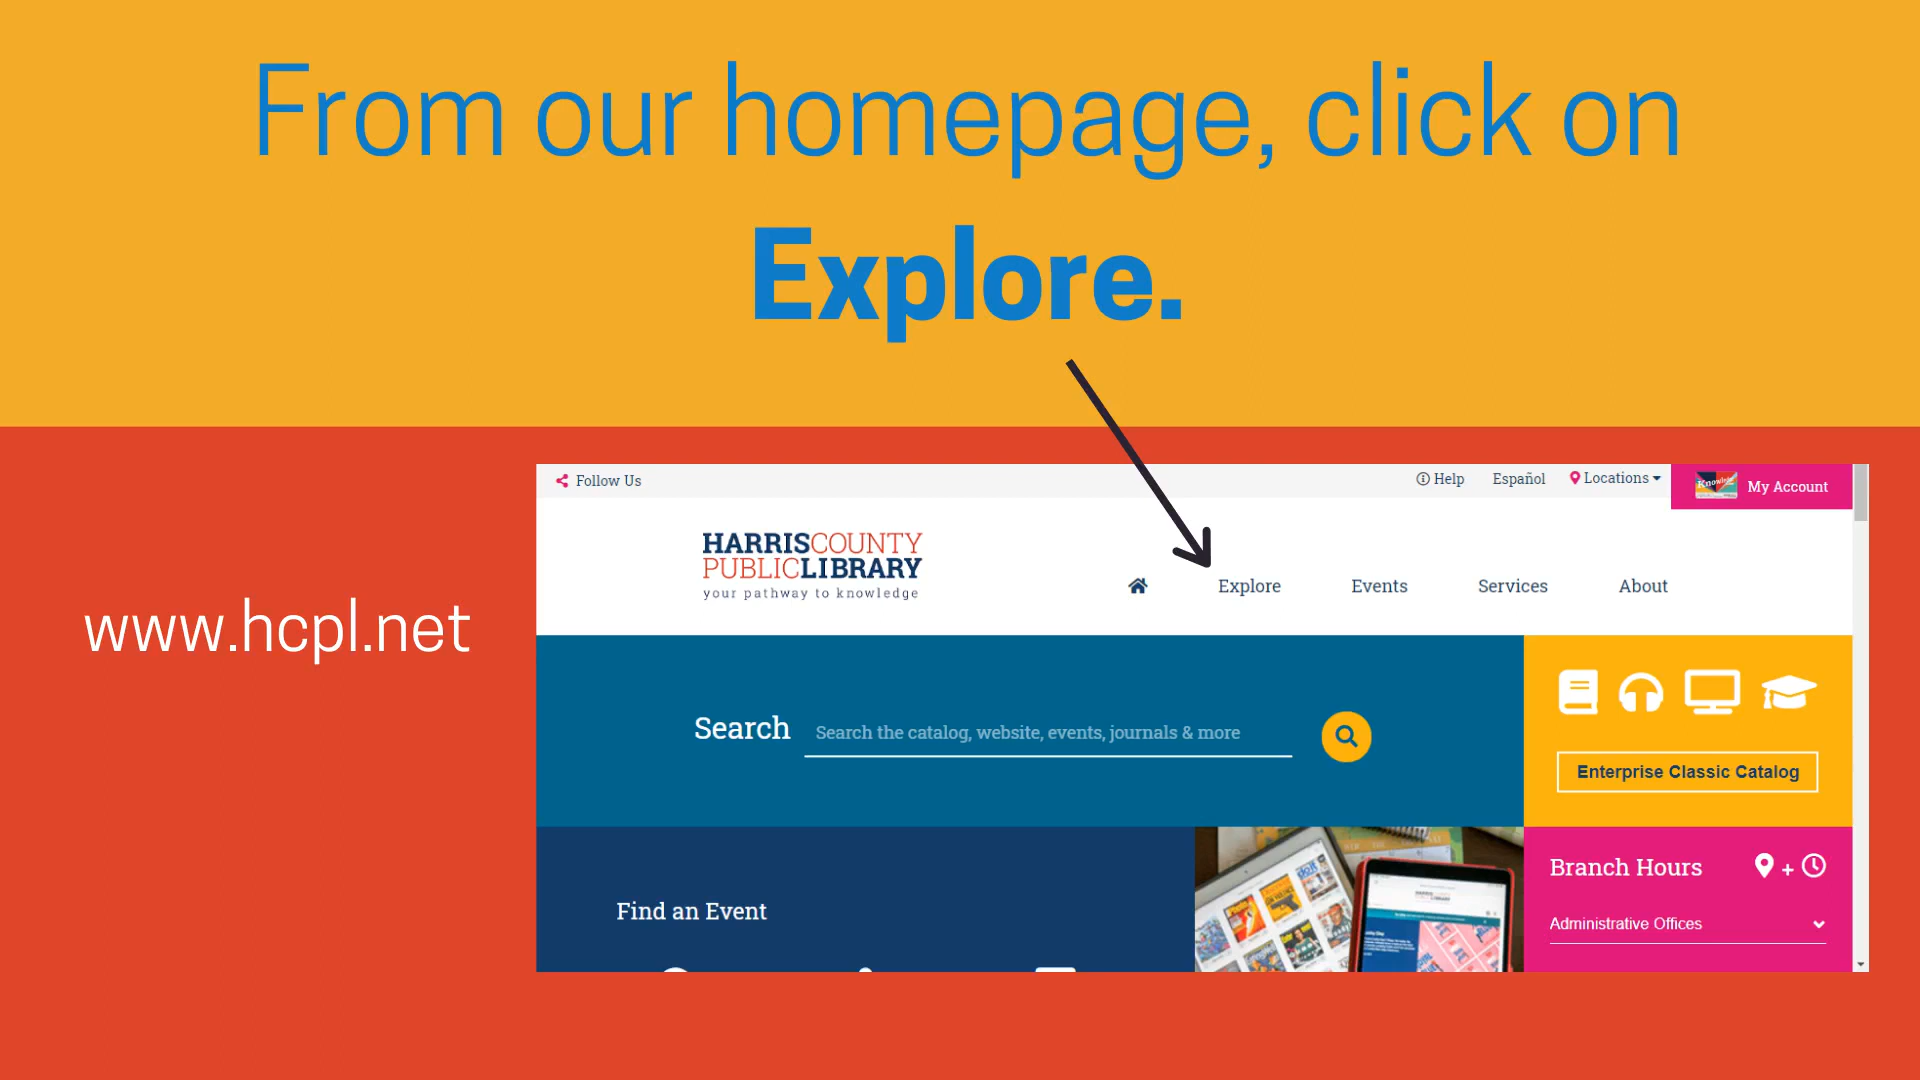 From our homepage, click on
Explore.
www.hcpl.net
Follow Us
Help Español Locations My Account
HARRISCOUNTY
PUBLICLIBRARY
your pathway to knowledge
Explore Events Services About
Search Search the catalog, website, events, journals & more
Enterprise Classic Catalog
Find an Event
Branch Hours +
Administrative Offices